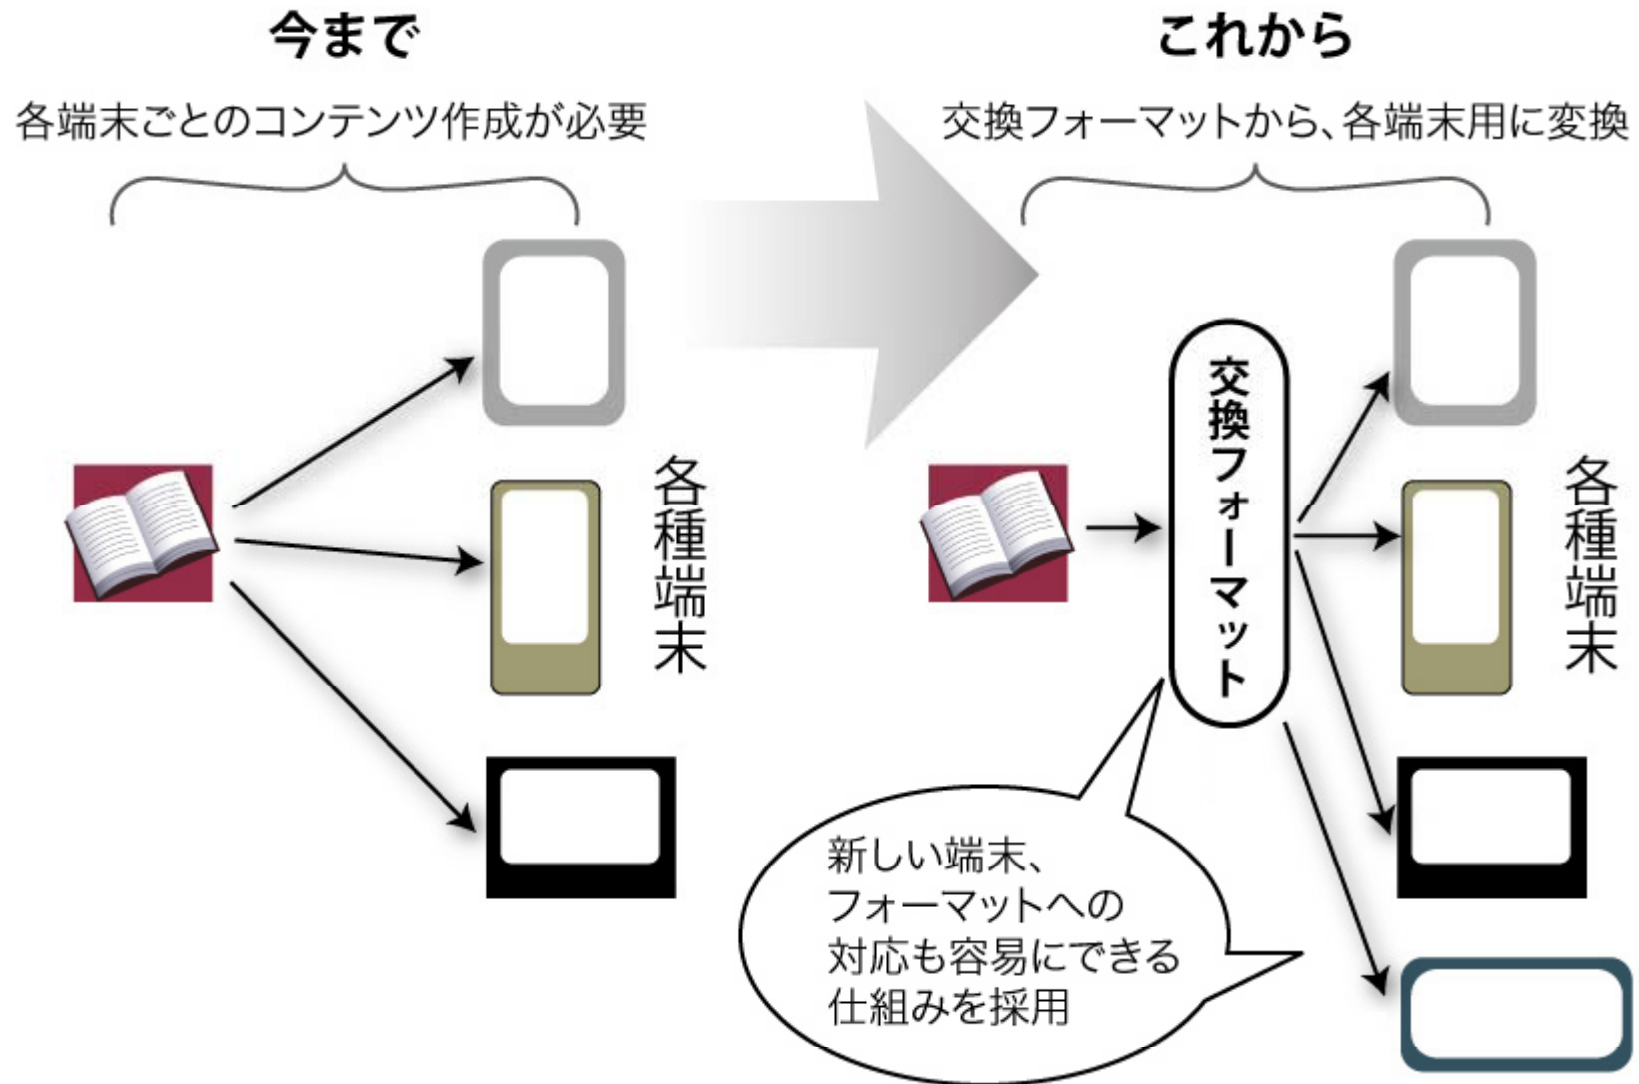 今まで
各端末ごとのコンテンツ作成が必要
各種端末
これから
交換フォーマットから、各端末用に変換
交換フォーマット
各種端末
新しい端末、
フォーマットへの
対応も容易にできる
仕組みを採用